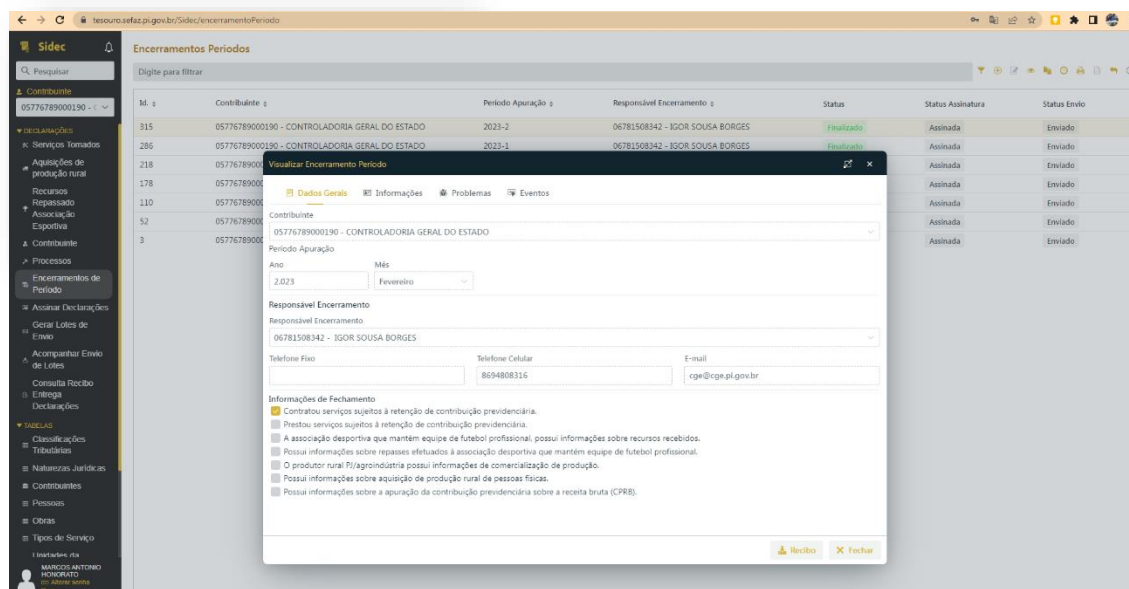 tesouro.sefaz.pi.gov.br/Sidec/encerramentoPeriodo
Sidec
Pesquisar
Contribuinte
05776789000190 - C
DECLARAÇÕES
Serviços Tomados
Aquisições de
produção rural
Recursos
Repassado
Associação
Esportiva
Contribuinte
Processos
Encerramentos de
Período
Assinar Declarações
Gerar Lotes de
Envio
Acompanhar Envio
de Lotes
Consulta Recibo
Entrega
Declarações
TABELAS
Classificações
Tributárias
Naturezas Jurídicas
Contribuintes
Pessoas
Obras
Tipos de Serviço
Unidades da
MARCOS ANTONIO
HONORATO
Alterar senha
Encerramentos Periodos
Digite para filtrar
Id. Contribuinte Período Apuração Responsável Encerramento Status Status Assinatura Status Envio
315 05776789000190 - CONTROLADORIA GERAL DO ESTADO 2023-2 06781508342 - IGOR SOUSA BORGES Finalizado Assinada Enviado
286 05776789000190 - CONTROLADORIA GERAL DO ESTADO 2023-1 06781508342 - IGOR SOUSA BORGES Finalizado Assinada Enviado
218 05776789000 Assinada Enviado
178 05776789000 Assinada Enviado
110 05776789000 Assinada Enviado
52 05776789000 Assinada Enviado
3 05776789000 Assinada Enviado
Visualizar Encerramento Período
Dados Gerais Informações Problemas Eventos
Contribuinte
05776789000190 - CONTROLADORIA GERAL DO ESTADO
Período Apuração
Ano Mês
2.023 Fevereiro
Responsável Encerramento
Responsável Encerramento
06781508342 - IGOR SOUSA BORGES
Telefone Fixo Telefone Celular E-mail
8694808316 cge@cge.pi.gov.br
Informações de Fechamento
Contratou serviços sujeitos à retenção de contribuição previdenciária.
Prestou serviços sujeitos à retenção de contribuição previdenciária.
A associação desportiva que mantém equipe de futebol profissional, possui informações sobre recursos recebidos.
Possui informações sobre repasses efetuados à associação desportiva que mantém equipe de futebol profissional.
O produtor rural PJ/agroindústria possui informações de comercialização de produção.
Possui informações sobre aquisição de produção rural de pessoas físicas.
Possui informações sobre a apuração da contribuição previdenciária sobre a receita bruta (CPRB).
Recibo Fechar